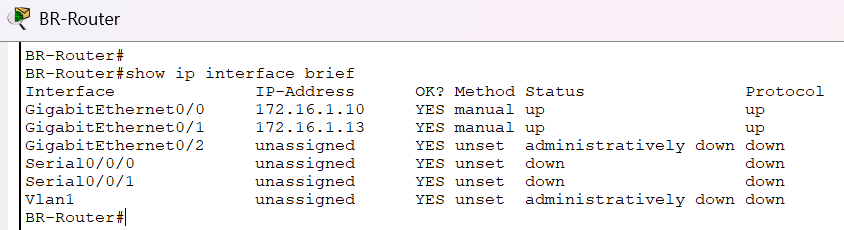 BR-Router
BR-Router#
BR-Router#show ip interface brief
Interface              IP-Address      OK? Method Status                Protocol
GigabitEthernet0/0     172.16.1.10     YES manual up                    up
GigabitEthernet0/1     172.16.1.13     YES manual up                    up
GigabitEthernet0/2     unassigned      YES unset  administratively down down
Serial0/0/0            unassigned      YES unset  down                  down
Serial0/0/1            unassigned      YES unset  down                  down
Vlan1                  unassigned      YES unset  administratively down down
BR-Router#